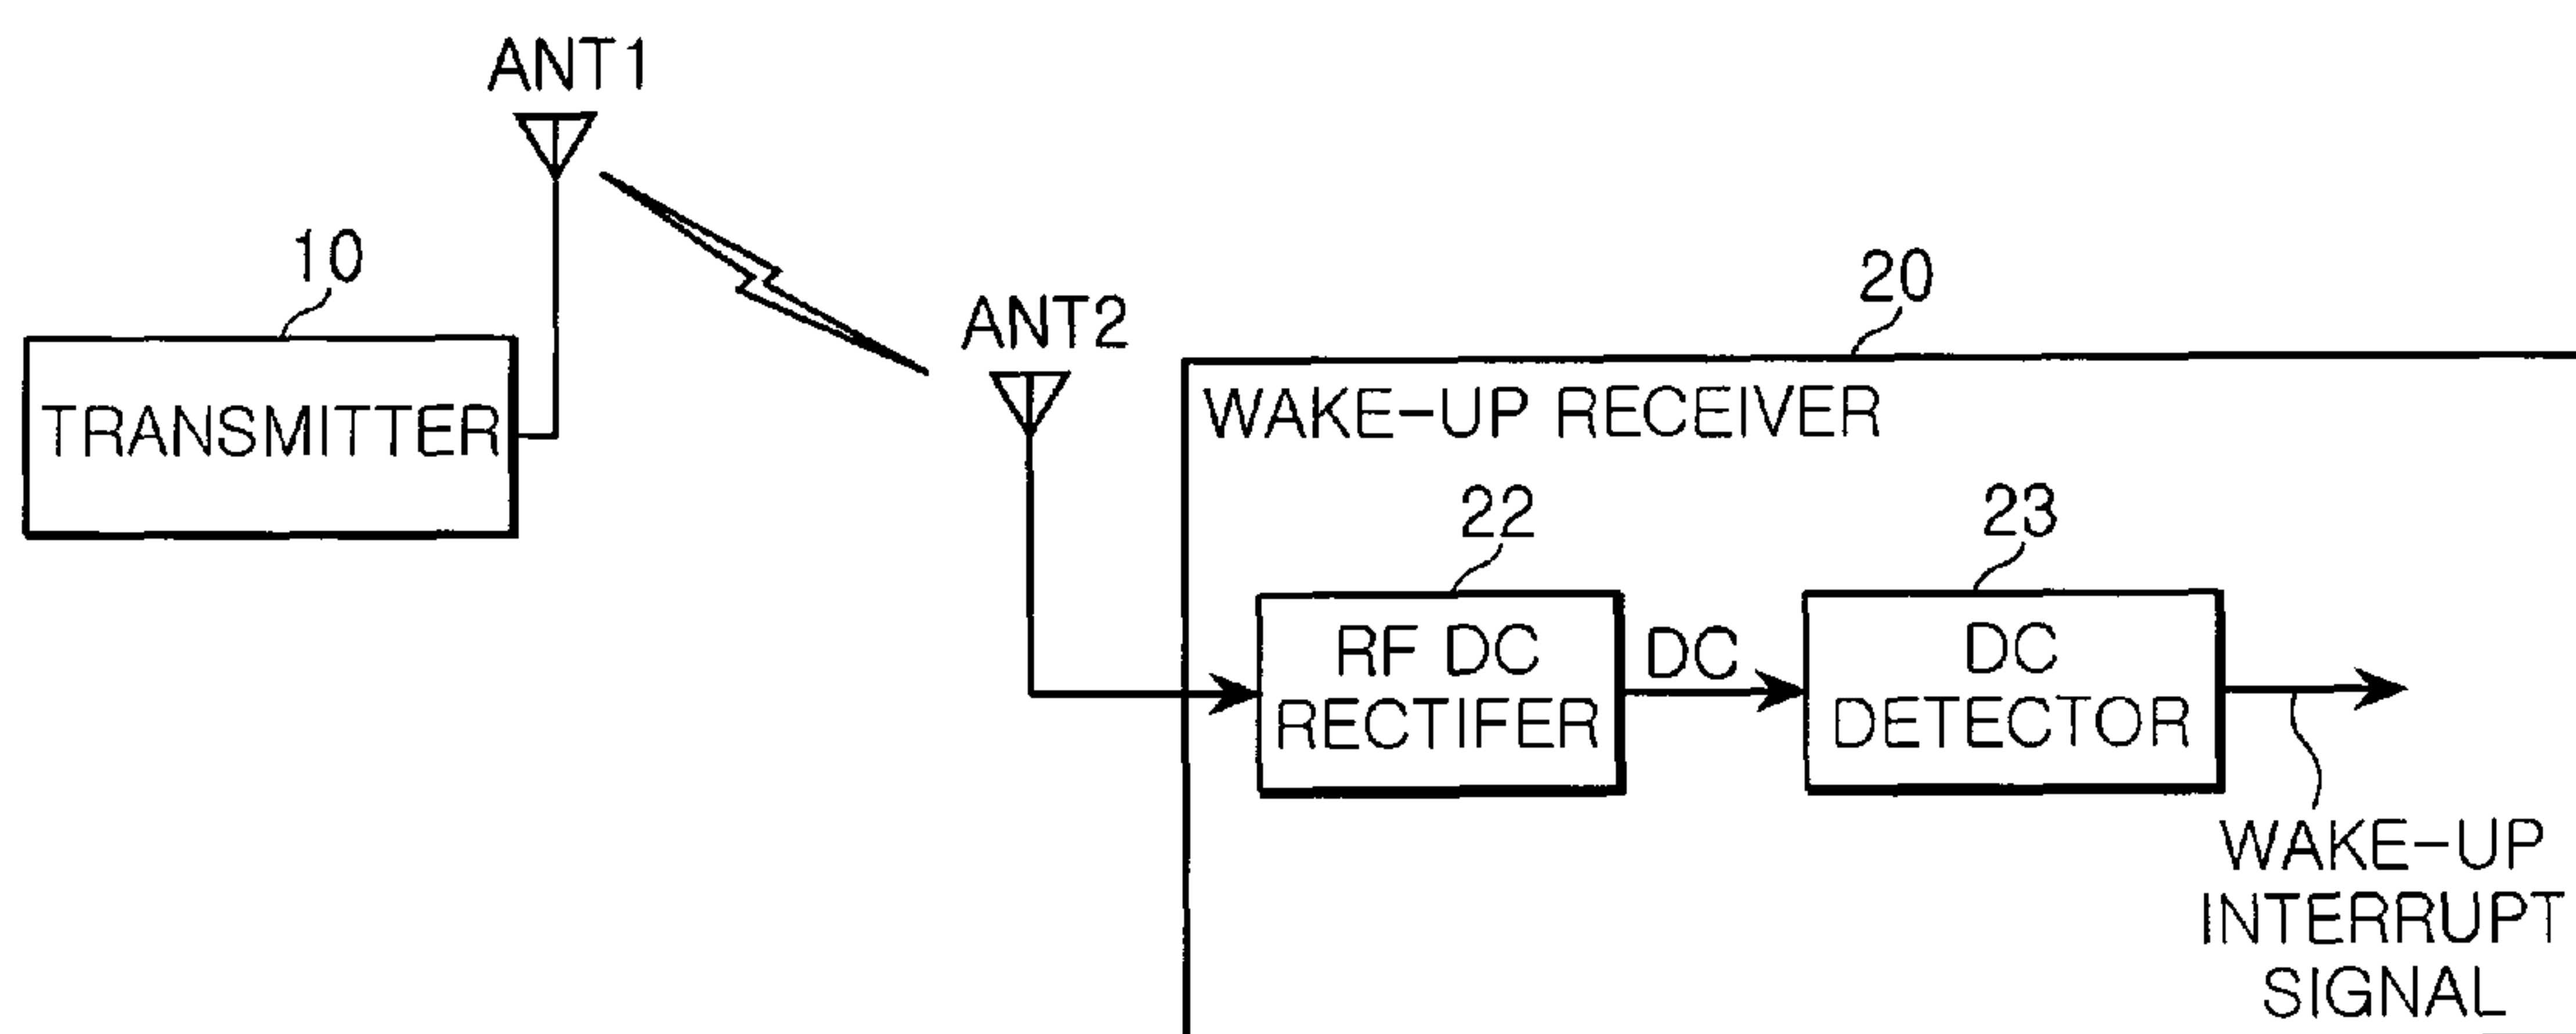 ANT1
10
TRANSMITTER
ANT2
20
WAKE-UP RECEIVER
22
RF DC
RECTIFER
DC
23
DC
DETECTOR
WAKE-UP
INTERRUPT
SIGNAL